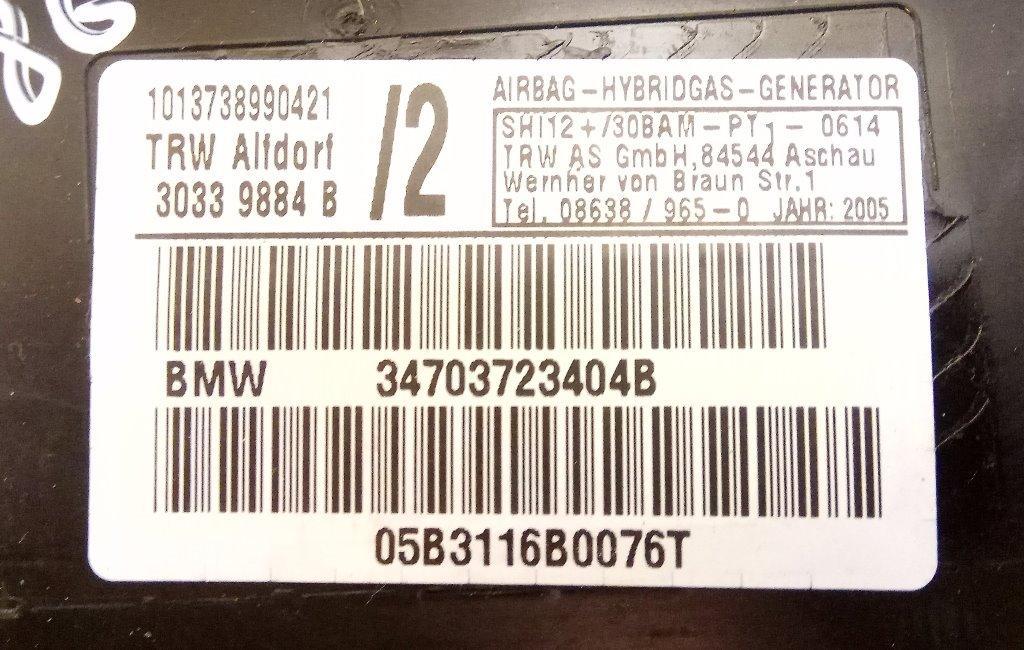 1013738990421
TRW Alfdorf
3033 9884 B
/2
AIRBAG-HYBRIDGAS-GENERATOR
SHI12+/30BAM-PT1- 0614
TRW AS GmbH,84544 Aschau
Wernher von Braun Str.1
Tel. 08638 / 965-0 JAHR: 2005
BMW 34703723404B
05B3116B0076T